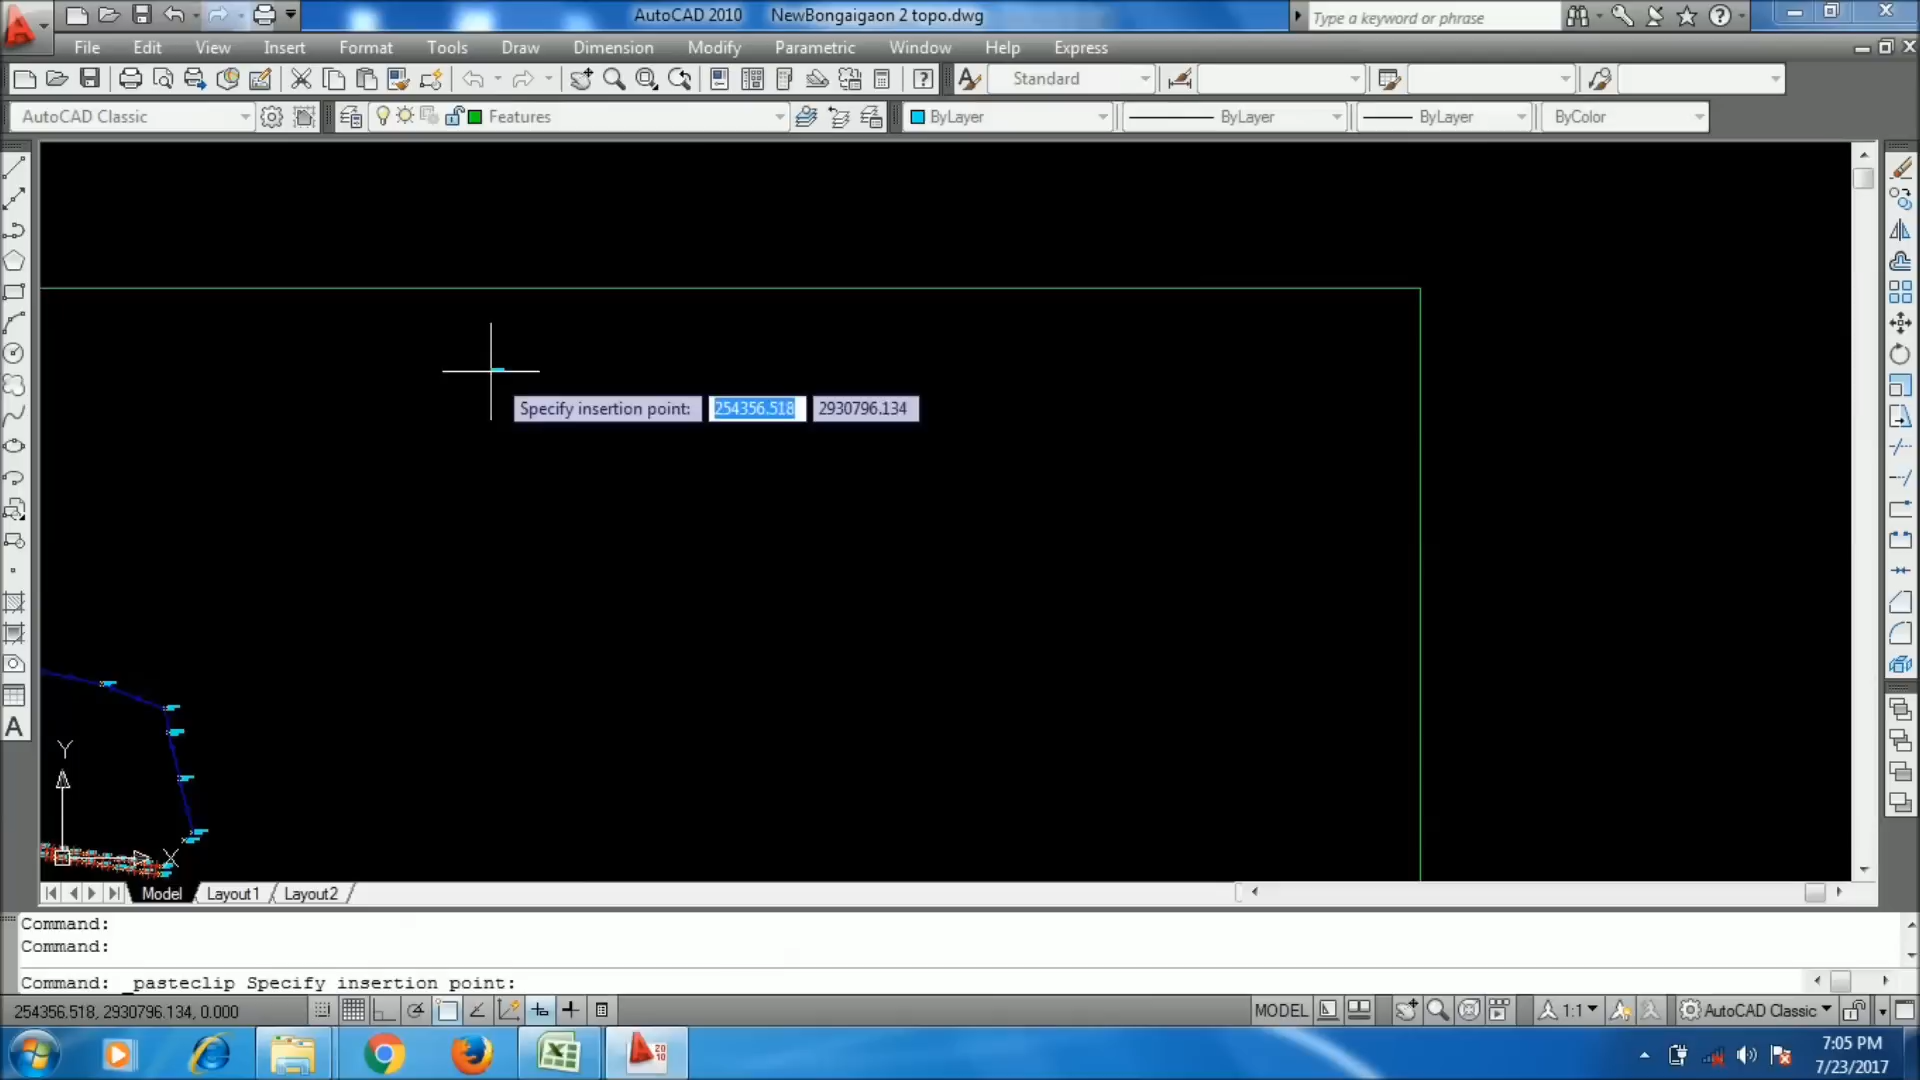 AutoCAD 2010 NewBongaigaon 2 topo.dwg
Type a keyword or phrase
File Edit View Insert Format Tools Draw Dimension Modify Parametric Window Help Express
Standard
AutoCAD Classic
Features
ByLayer
ByLayer
ByLayer
ByColor
Specify insertion point: 254356.518 2930796.134
Y
X
A
Model Layout1 Layout2
Command:
Command:
Command: _pasteclip Specify insertion point:
254356.518, 2930796.134, 0.000
MODEL
1:1
AutoCAD Classic
20
10
7:05 PM
7/23/2017